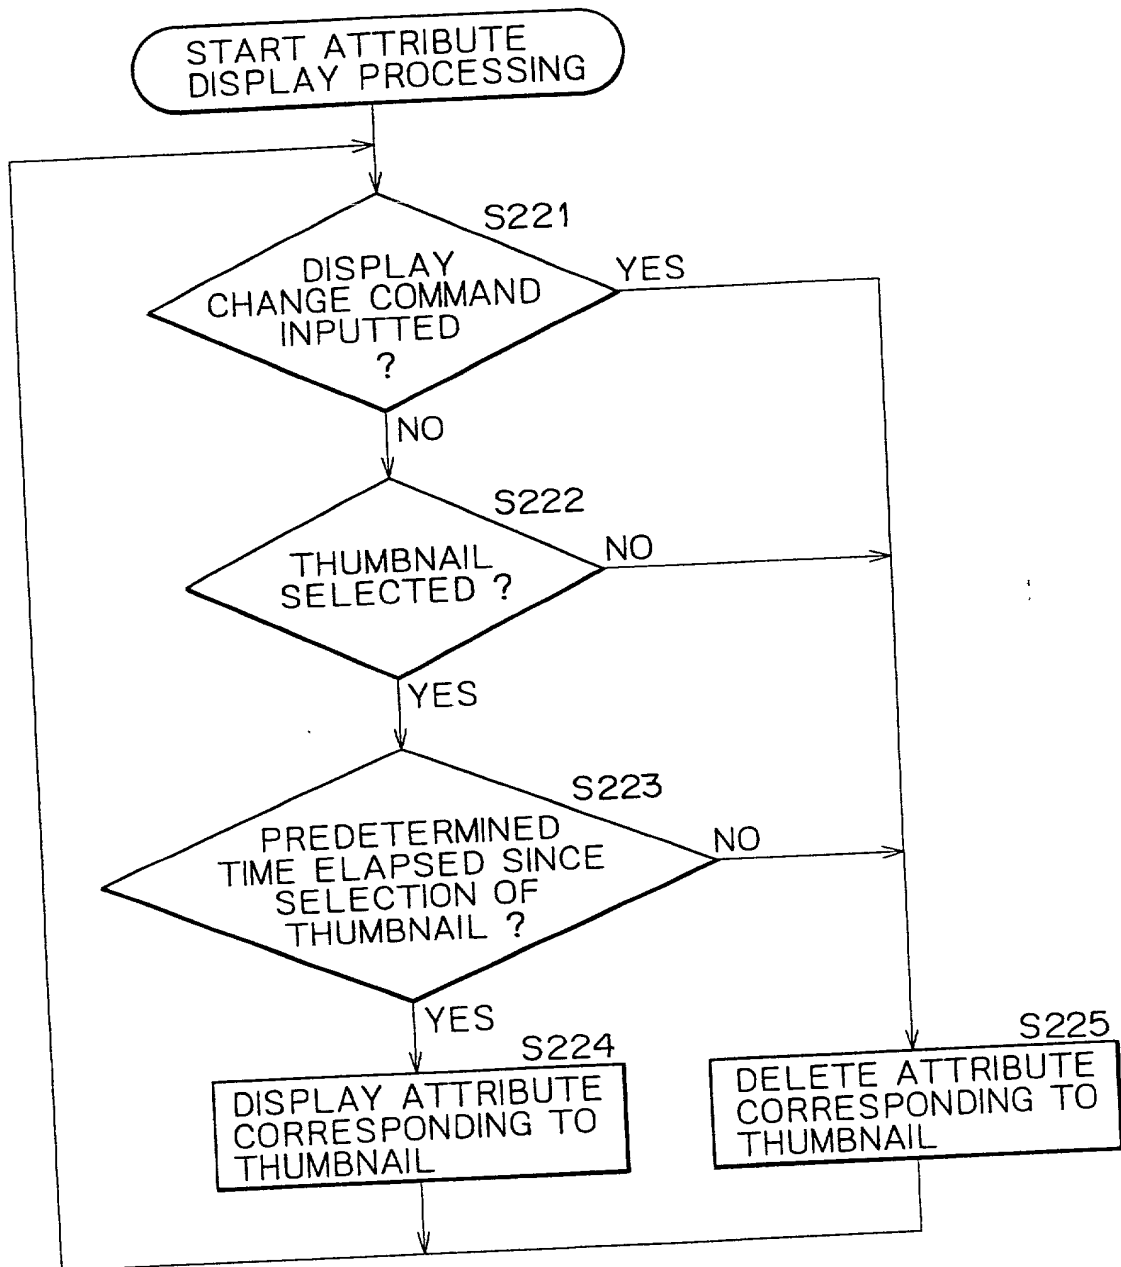 START ATTRIBUTE
DISPLAY PROCESSING
S221
DISPLAY
CHANGE COMMAND
INPUTTED
?
YES
NO
S222
THUMBNAIL
SELECTED ?
NO
YES
S223
PREDETERMINED
TIME ELAPSED SINCE
SELECTION OF
THUMBNAIL ?
NO
YES
S224
DISPLAY ATTRIBUTE
CORRESPONDING TO
THUMBNAIL
S225
DELETE ATTRIBUTE
CORRESPONDING TO
THUMBNAIL